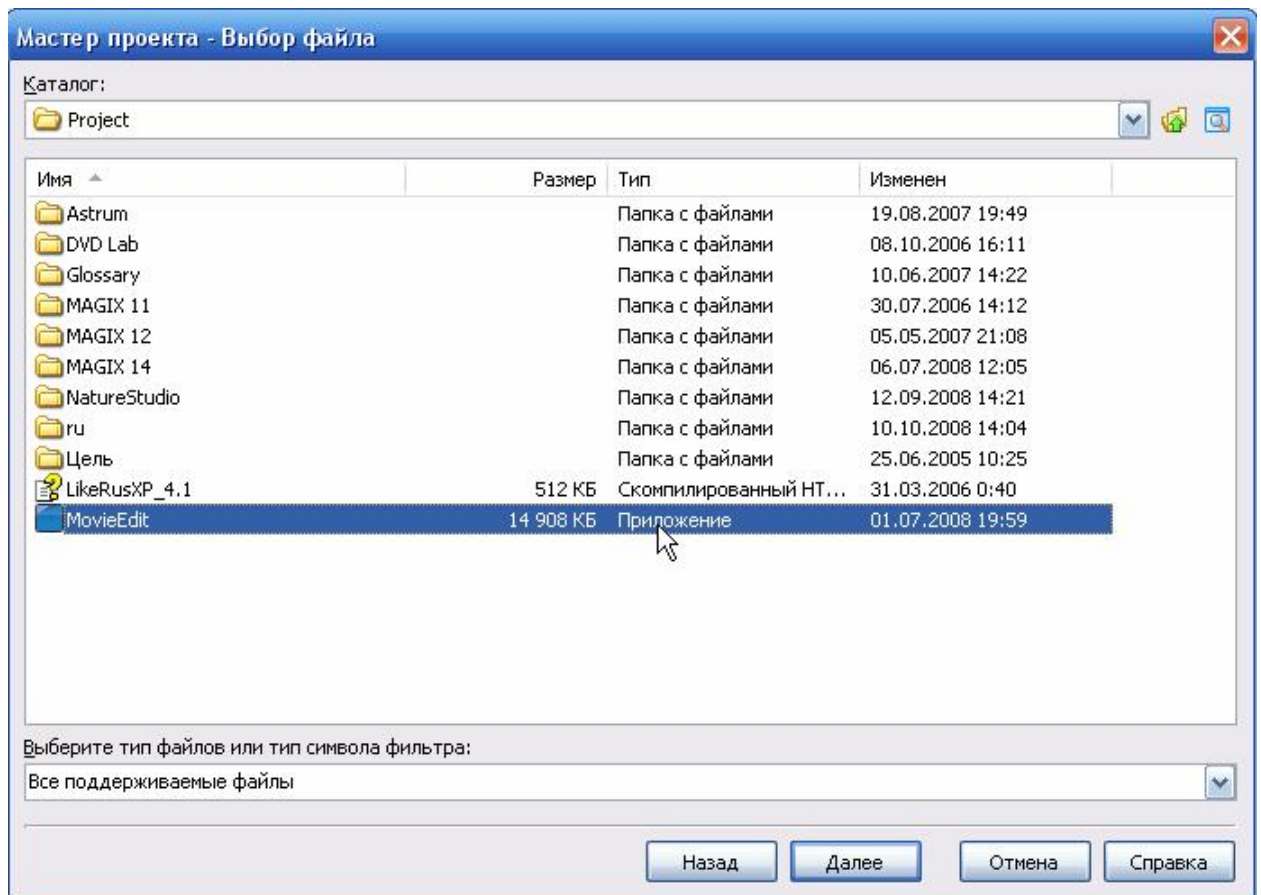 Мастер проекта - Выбор файла
Каталог:
Project
Имя Размер Тип Изменен
Astrum Папка с файлами 19.08.2007 19:49
DVD Lab Папка с файлами 08.10.2006 16:11
Glossary Папка с файлами 10.06.2007 14:22
MAGIX 11 Папка с файлами 30.07.2006 14:12
MAGIX 12 Папка с файлами 05.05.2007 21:08
MAGIX 14 Папка с файлами 06.07.2008 12:05
NatureStudio Папка с файлами 12.09.2008 14:21
ru Папка с файлами 10.10.2008 14:04
Цель Папка с файлами 25.06.2005 10:25
LikeRusXP_4.1 512 КБ Скомпилированный HT... 31.03.2006 0:40
MovieEdit 14 908 КБ Приложение 01.07.2008 19:59
Выберите тип файлов или тип символа фильтра:
Все поддерживаемые файлы
Назад Далее Отмена Справка